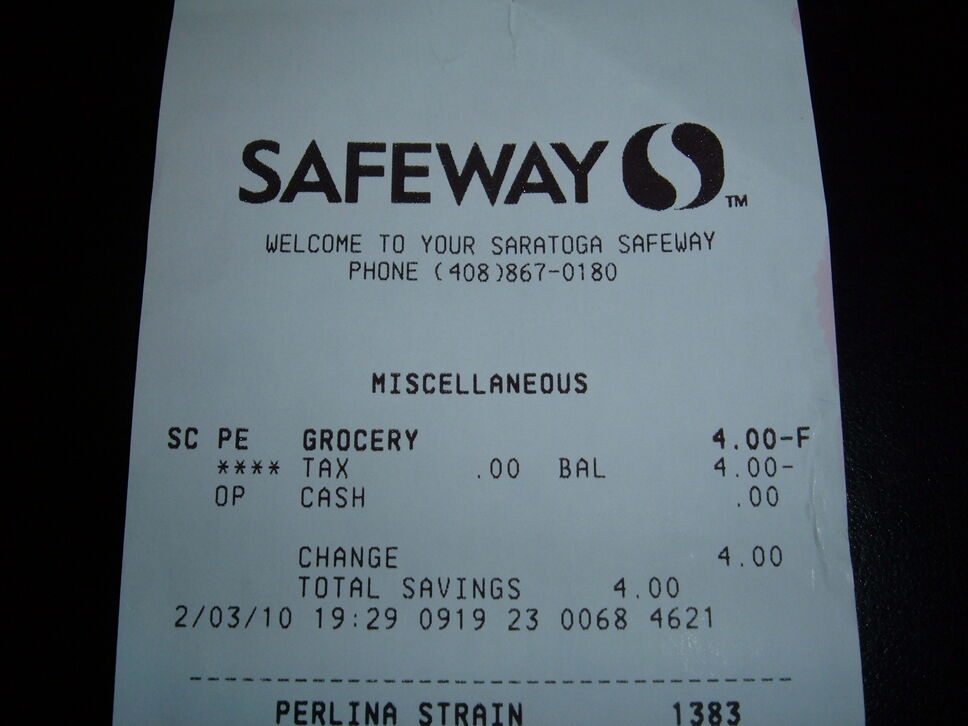 SAFEWAY TM
WELCOME TO YOUR SARATOGA SAFEWAY
PHONE (408)867-0180
MISCELLANEOUS
SC PE GROCERY 4.00-F
**** TAX .00 BAL 4.00-
OP CASH .00
CHANGE 4.00
TOTAL SAVINGS 4.00
2/03/10 19:29 0919 23 0068 4621
--------------------------------------
PERLINA STRAIN 1383